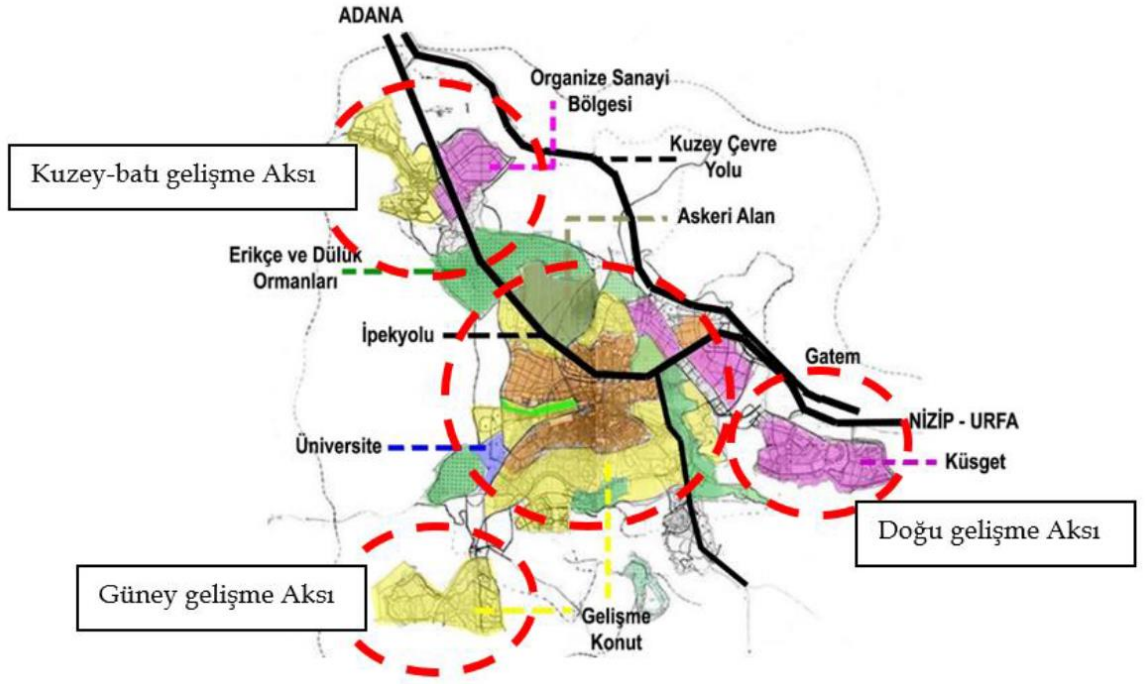 ADANA
Organize Sanayi
Bölgesi
Kuzey Çevre
Yolu
Kuzey-batı gelişme Aksı
Askeri Alan
Erikçe ve Dülük
Ormanları
İpekyolu
Gatem
NİZİP - URFA
Üniversite
Küsget
Doğu gelişme Aksı
Güney gelişme Aksı
Gelişme
Konut